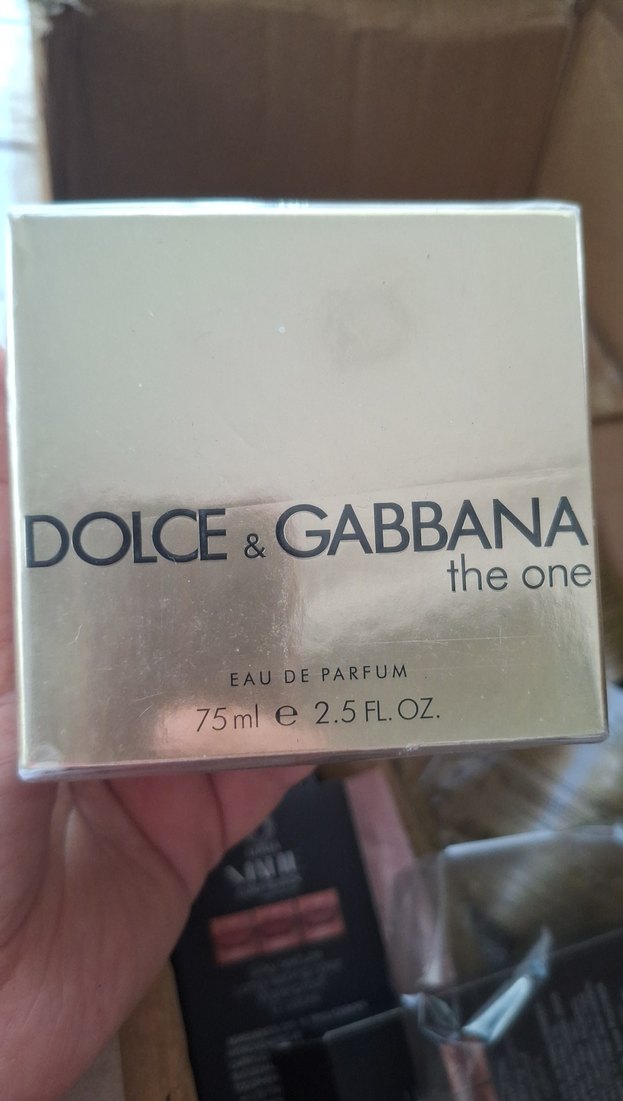 DOLCE & GABBANA
the one
EAU DE PARFUM
75ml e 2.5 FL. OZ.